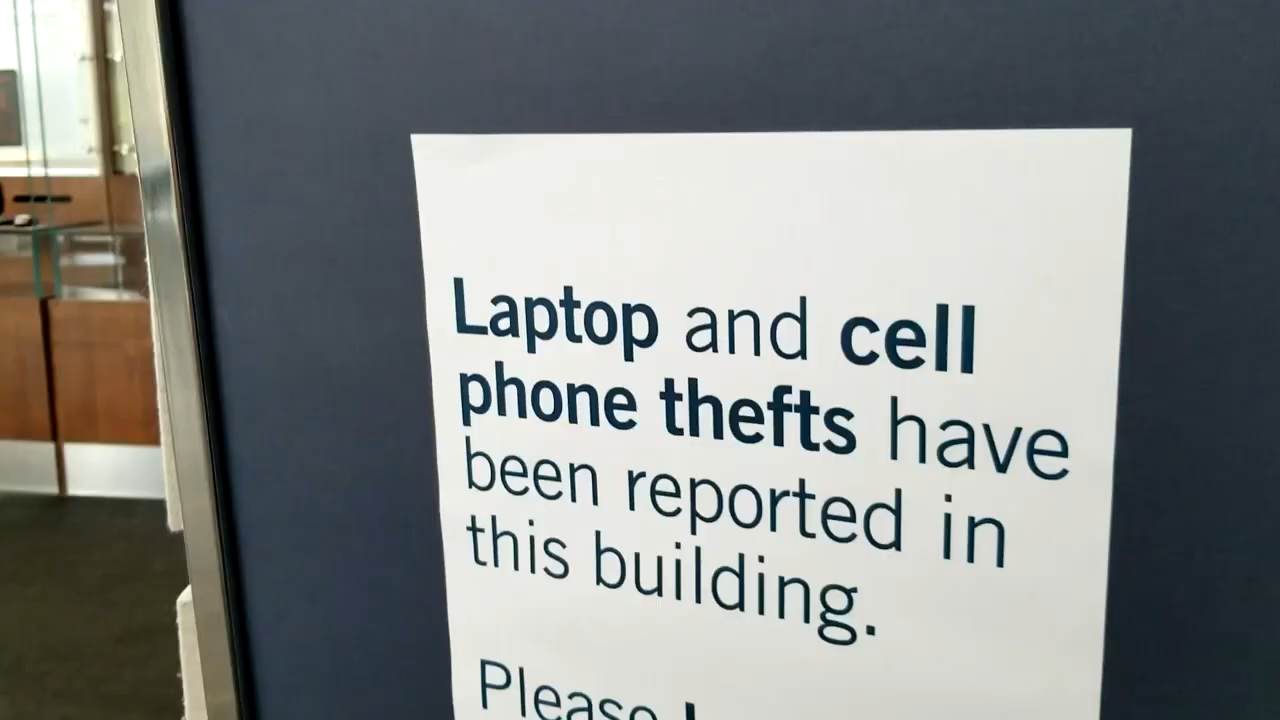 Laptop and cell
phone thefts have
been reported in
this building.
Please